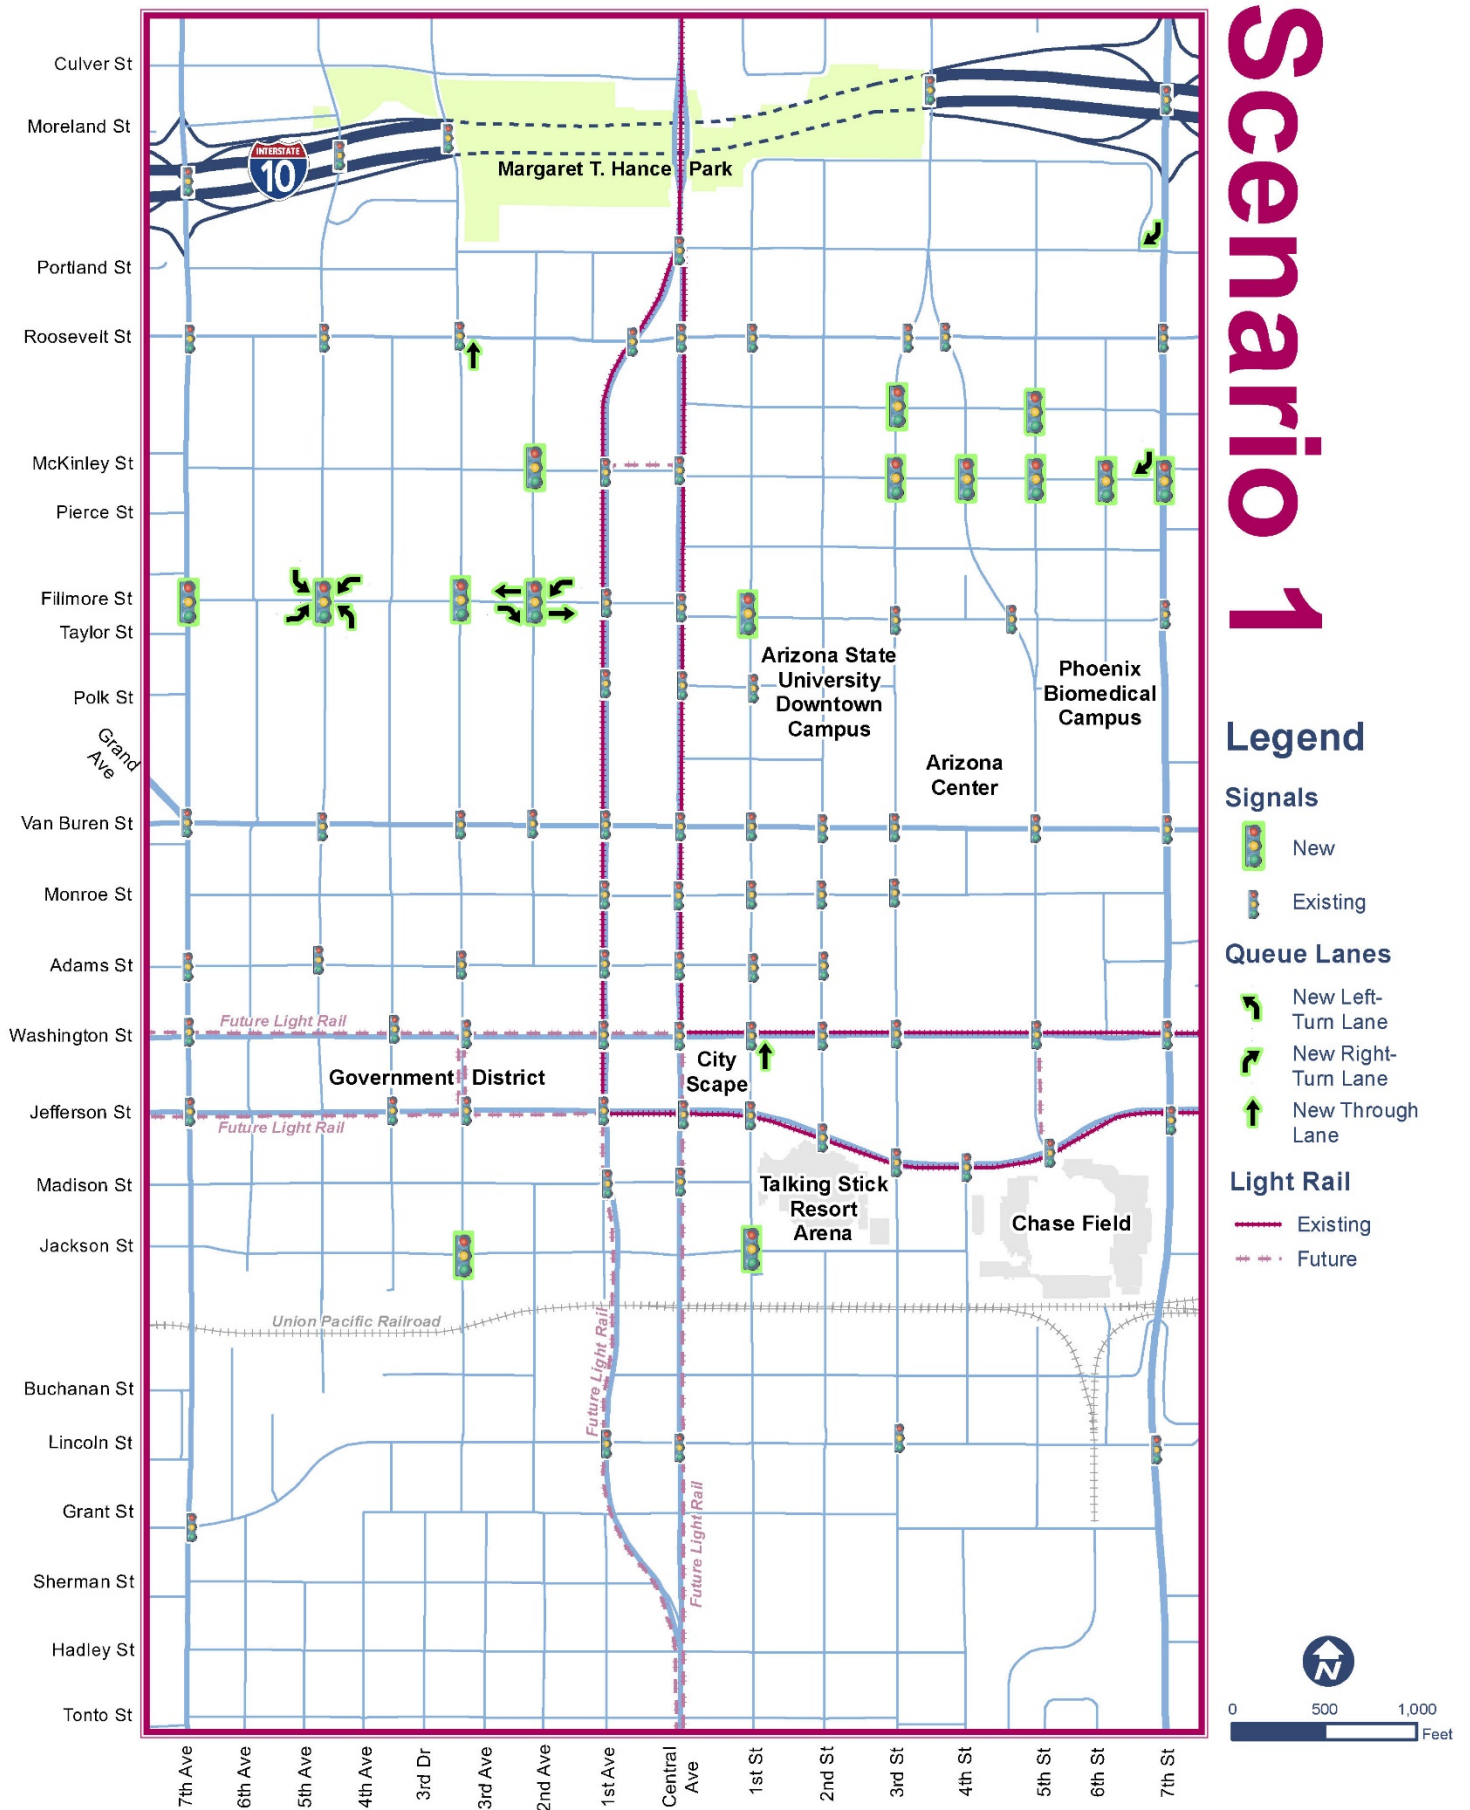 Scenario 1
Culver St
Moreland St
INTERSTATE
10
Margaret T. Hance Park
Portland St
Roosevelt St
McKinley St
Pierce St
Fillmore St
Taylor St
Arizona State
University
Downtown
Campus
Phoenix
Biomedical
Campus
Polk St
Grand
Ave
Arizona
Center
Van Buren St
Monroe St
Adams St
Future Light Rail
Washington St
City
Scape
Government District
Jefferson St
Future Light Rail
Madison St
Talking Stick
Resort
Arena
Chase Field
Jackson St
Union Pacific Railroad
Future Light Rail
Buchanan St
Lincoln St
Grant St
Future Light Rail
Sherman St
Hadley St
Tonto St
7th Ave
6th Ave
5th Ave
4th Ave
3rd Dr
3rd Ave
2nd Ave
1st Ave
Central
Ave
1st St
2nd St
3rd St
4th St
5th St
6th St
7th St
Legend
Signals
New
Existing
Queue Lanes
New Left-
Turn Lane
New Right-
Turn Lane
New Through
Lane
Light Rail
Existing
Future
N
0 500 1,000
Feet